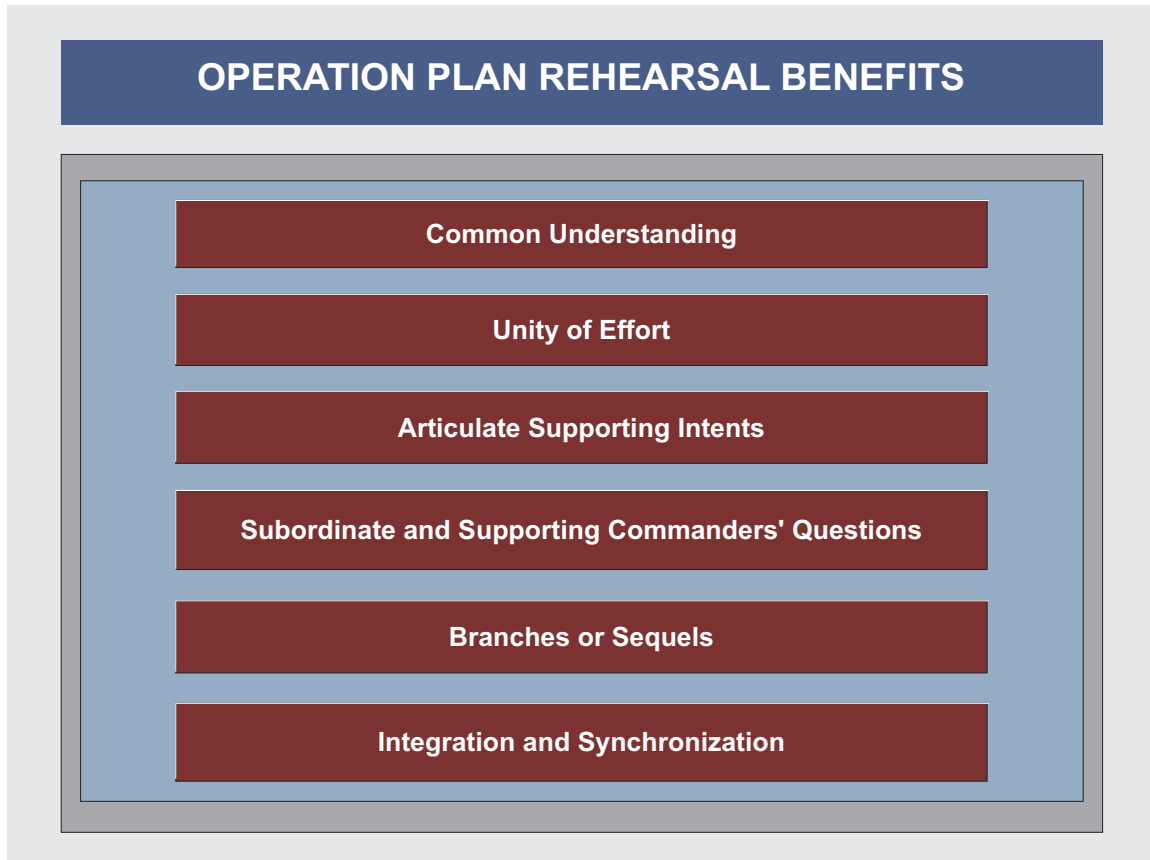 OPERATION PLAN REHEARSAL BENEFITS
Common Understanding
Unity of Effort
Articulate Supporting Intents
Subordinate and Supporting Commanders' Questions
Branches or Sequels
Integration and Synchronization